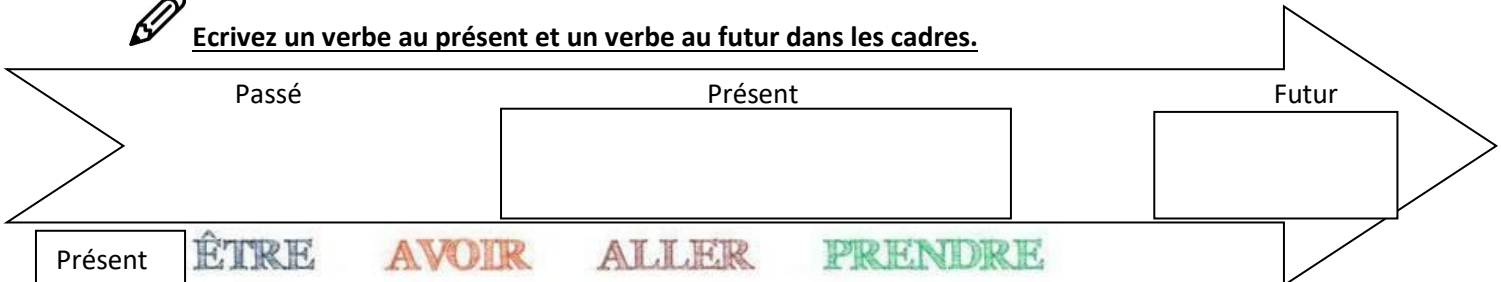 Ecrivez un verbe au présent et un verbe au futur dans les cadres.
Passé Présent Futur
Présent ÊTRE AVOIR ALLER PRENDRE